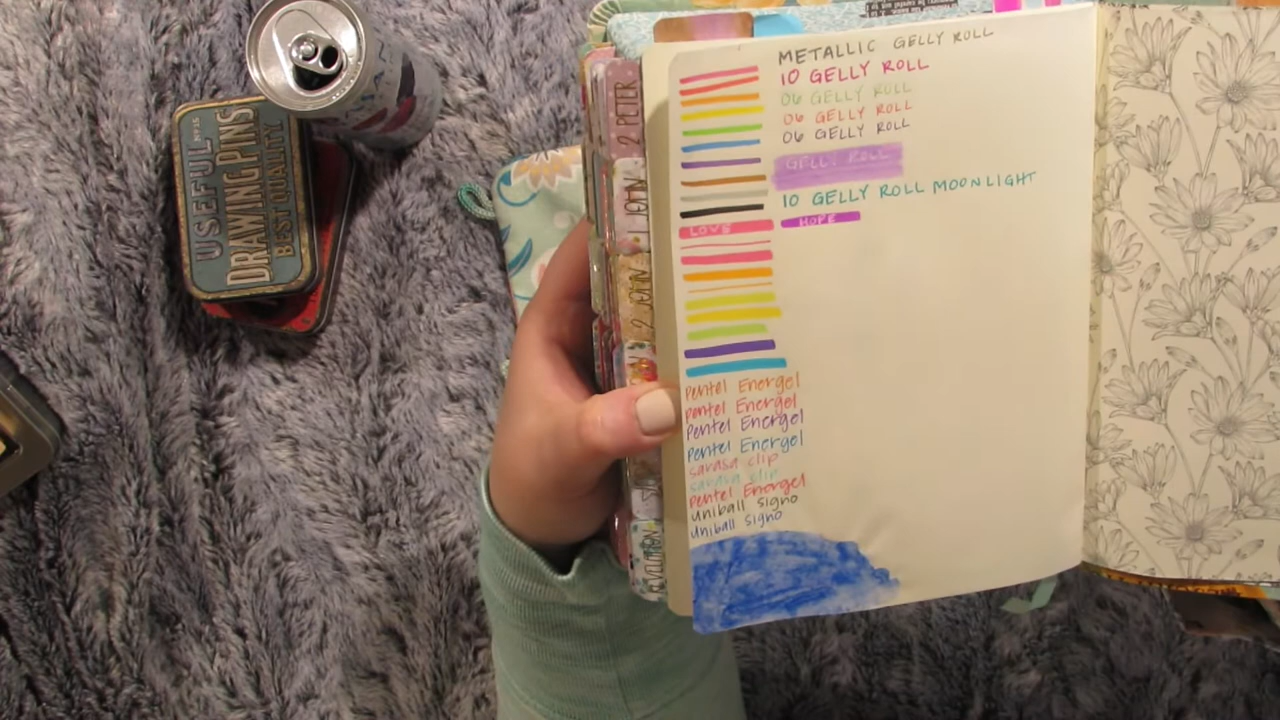 USEFUL Nº15
DRAWING PINS
BEST QUALITY
2 PETER
1 JOHN
2 JOHN
METALLIC GELLY ROLL
10 GELLY ROLL
06 GELLY ROLL
06 GELLY ROLL
06 GELLY ROLL
GELLY ROLL
10 GELLY ROLL MOONLIGHT
LOVE
HOPE
Pentel Energel
Pentel Energel
Pentel Energel
Pentel Energel
sarasa clip
sarasa clip
Pentel Energel
uniball signo
uniball signo